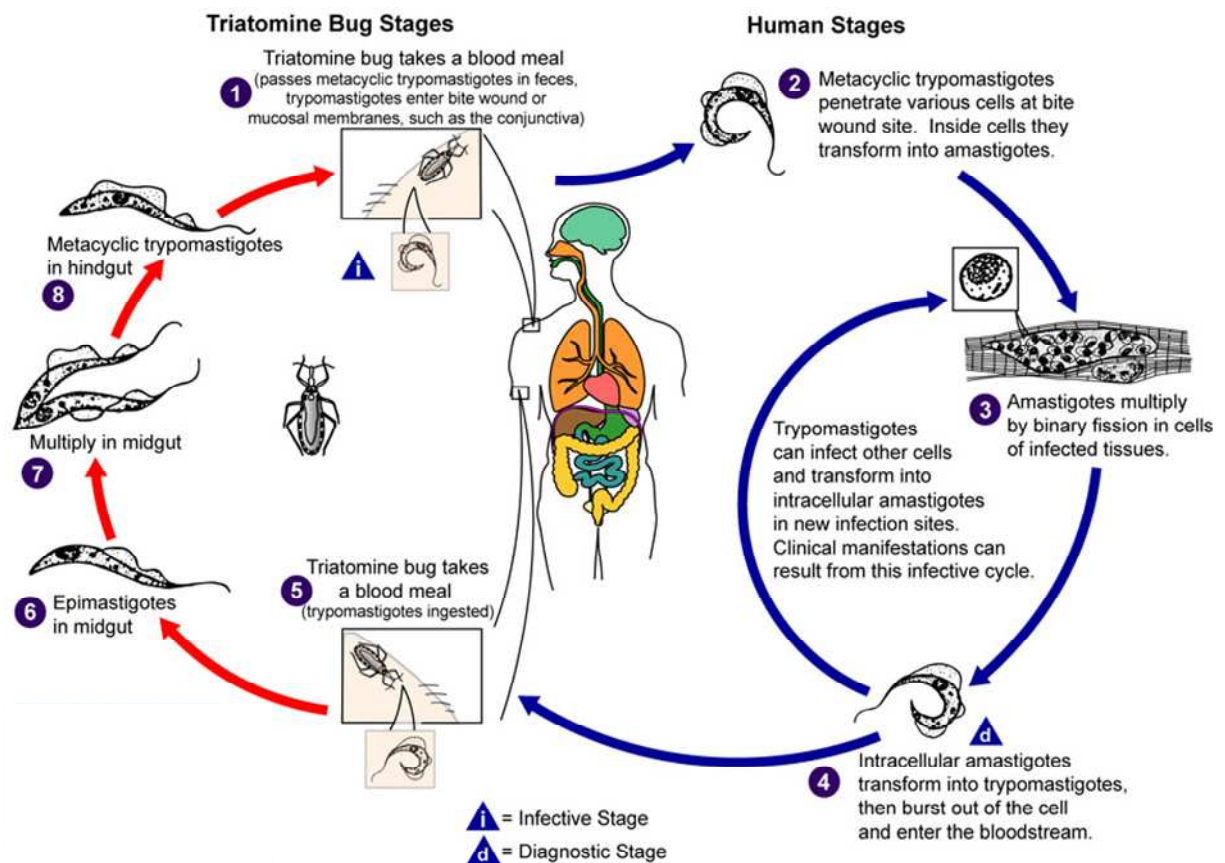 Triatomine Bug Stages
Human Stages
1
Triatomine bug takes a blood meal
(passes metacyclic trypomastigotes in feces,
trypomastigotes enter bite wound or
mucosal membranes, such as the conjunctiva)
i
2
Metacyclic trypomastigotes
penetrate various cells at bite
wound site. Inside cells they
transform into amastigotes.
3
Amastigotes multiply
by binary fission in cells
of infected tissues.
Trypomastigotes
can infect other cells
and transform into
intracellular amastigotes
in new infection sites.
Clinical manifestations can
result from this infective cycle.
d
4
Intracellular amastigotes
transform into trypomastigotes,
then burst out of the cell
and enter the bloodstream.
5
Triatomine bug takes
a blood meal
(trypomastigotes ingested)
6
Epimastigotes
in midgut
Multiply in midgut
7
Metacyclic trypomastigotes
in hindgut
8
i = Infective Stage
d = Diagnostic Stage